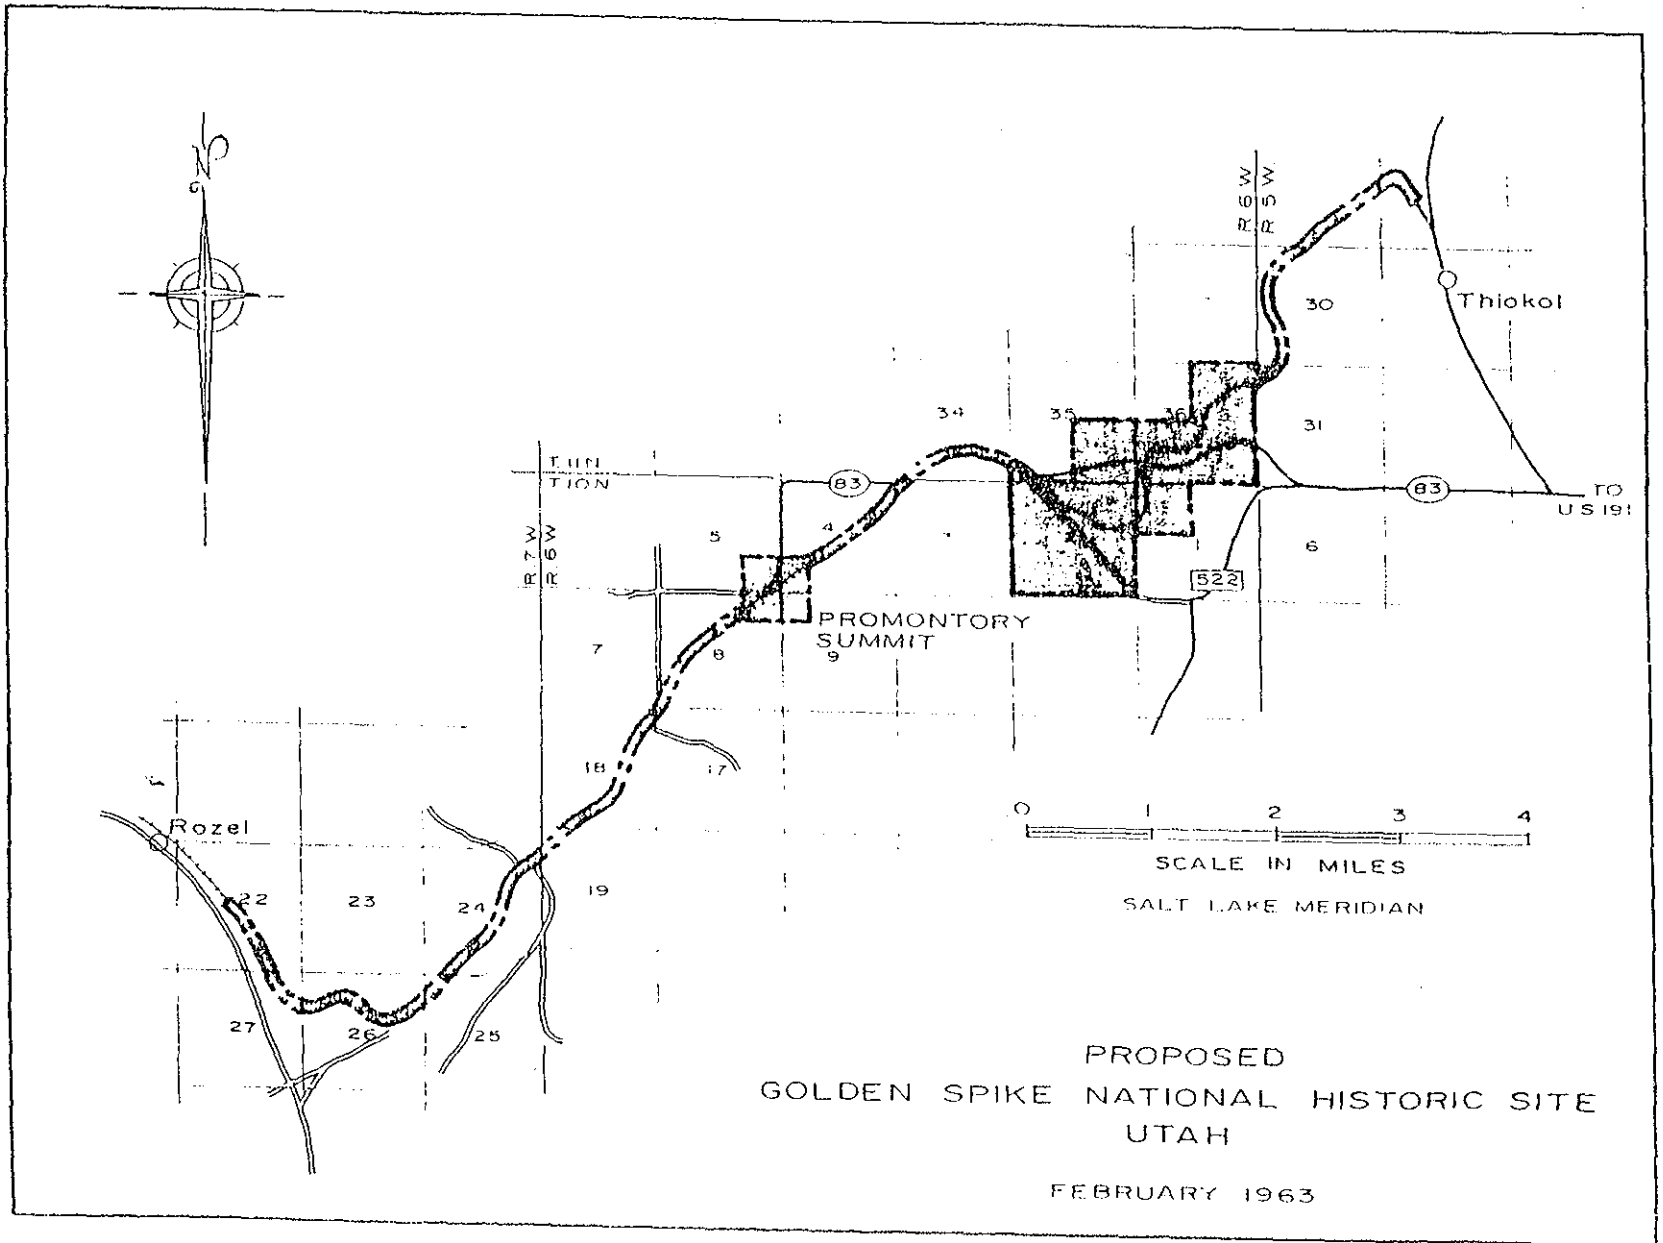 N
R 6 W
R 5 W
30
Thiokol
34
35
36
31
T 11 N
T 10 N
83
83
TO
US 191
R 7 W
R 6 W
5
4
6
522
PROMONTORY
SUMMIT
7
8
9
18
17
0 1 2 3 4
SCALE IN MILES
SALT LAKE MERIDIAN
Rozel
22
23
24
19
27
26
25
PROPOSED
GOLDEN SPIKE NATIONAL HISTORIC SITE
UTAH
FEBRUARY 1963